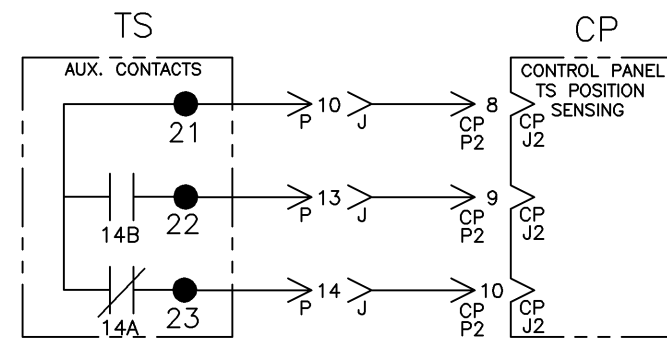 TS
CP
AUX. CONTACTS
CONTROL PANEL
TS POSITION
SENSING
21
P
10
J
8
CP
P2
CP
J2
14B
22
P
13
J
9
CP
P2
CP
J2
14A
23
P
14
J
10
CP
P2
CP
J2